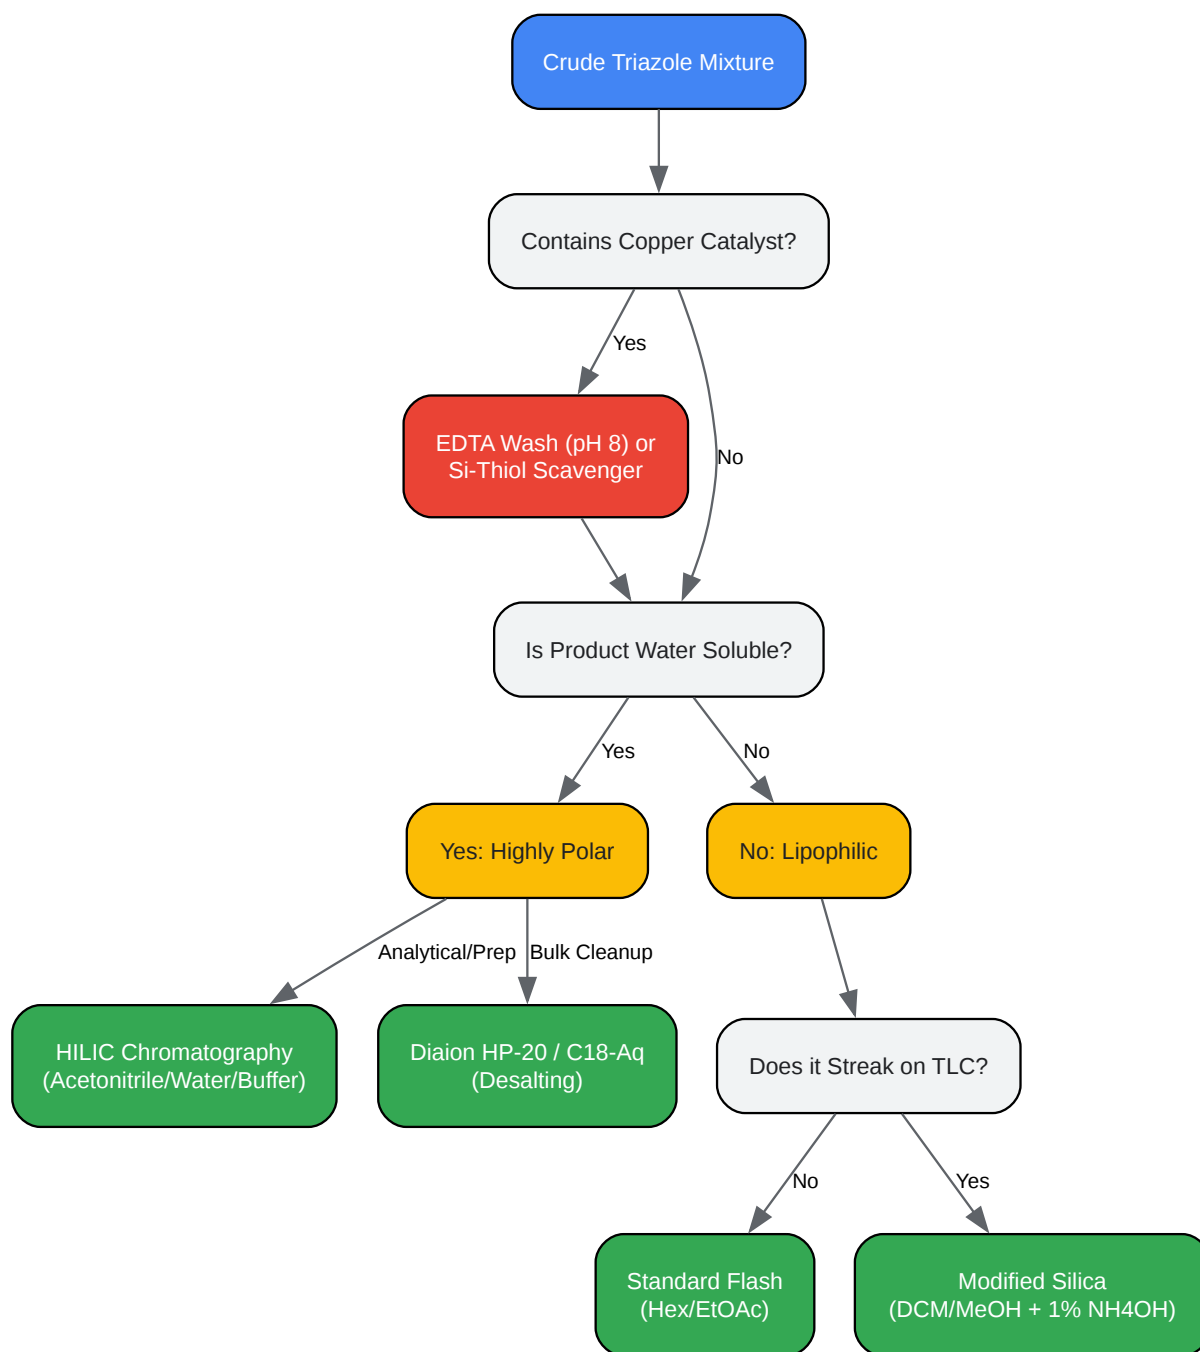 Crude Triazole Mixture
Contains Copper Catalyst?
Yes
EDTA Wash (pH 8) or
Si-Thiol Scavenger
No
Is Product Water Soluble?
Yes
No
Yes: Highly Polar
No: Lipophilic
Analytical/Prep
Bulk Cleanup
HILIC Chromatography
(Acetonitrile/Water/Buffer)
Diaion HP-20 / C18-Aq
(Desalting)
Does it Streak on TLC?
No
Yes
Standard Flash
(Hex/EtOAc)
Modified Silica
(DCM/MeOH + 1% NH4OH)